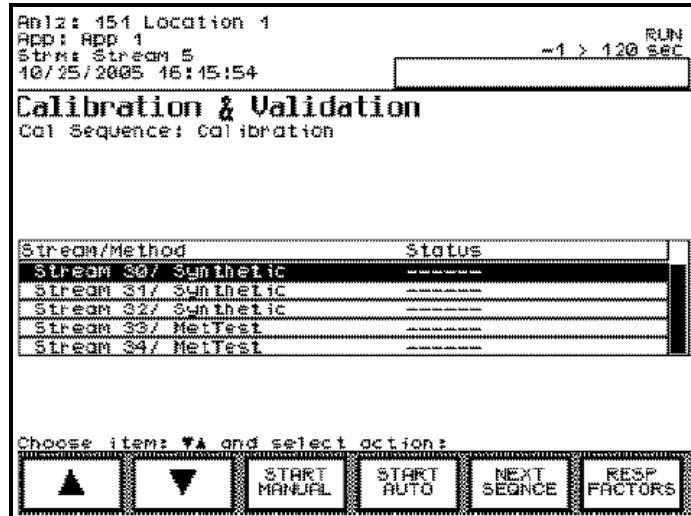 Anlz: 151 Location 1
App: App 1
RUN
Strm: Stream 5
~1 > 120 sec
10/25/2005 16:15:54
Calibration & Validation
Cal Sequence: Calibration
Stream/Method Status
Stream 30/ Synthetic ------
Stream 31/ Synthetic ------
Stream 32/ Synthetic ------
Stream 33/ MetTest ------
Stream 34/ MetTest ------
Choose item: ▼▲ and select action:
▲ ▼ START MANUAL START AUTO NEXT SEQNCE RESP FACTORS